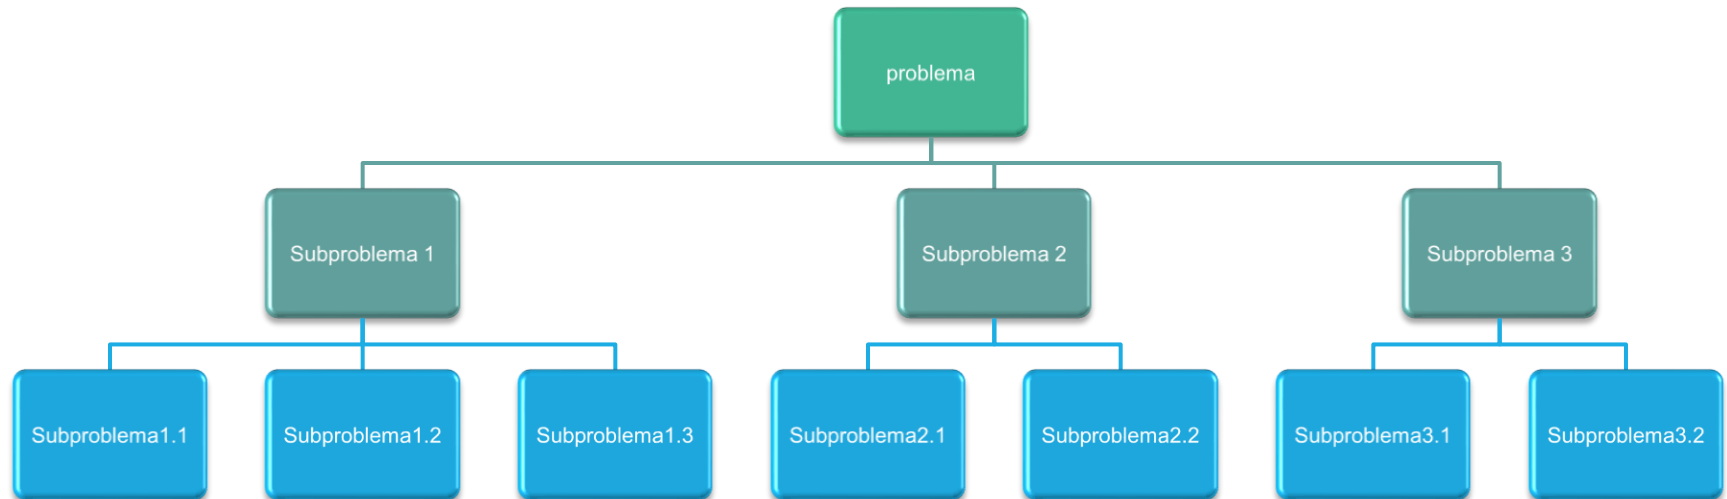 problema
Subproblema 1
Subproblema 2
Subproblema 3
Subproblema1.1
Subproblema1.2
Subproblema1.3
Subproblema2.1
Subproblema2.2
Subproblema3.1
Subproblema3.2